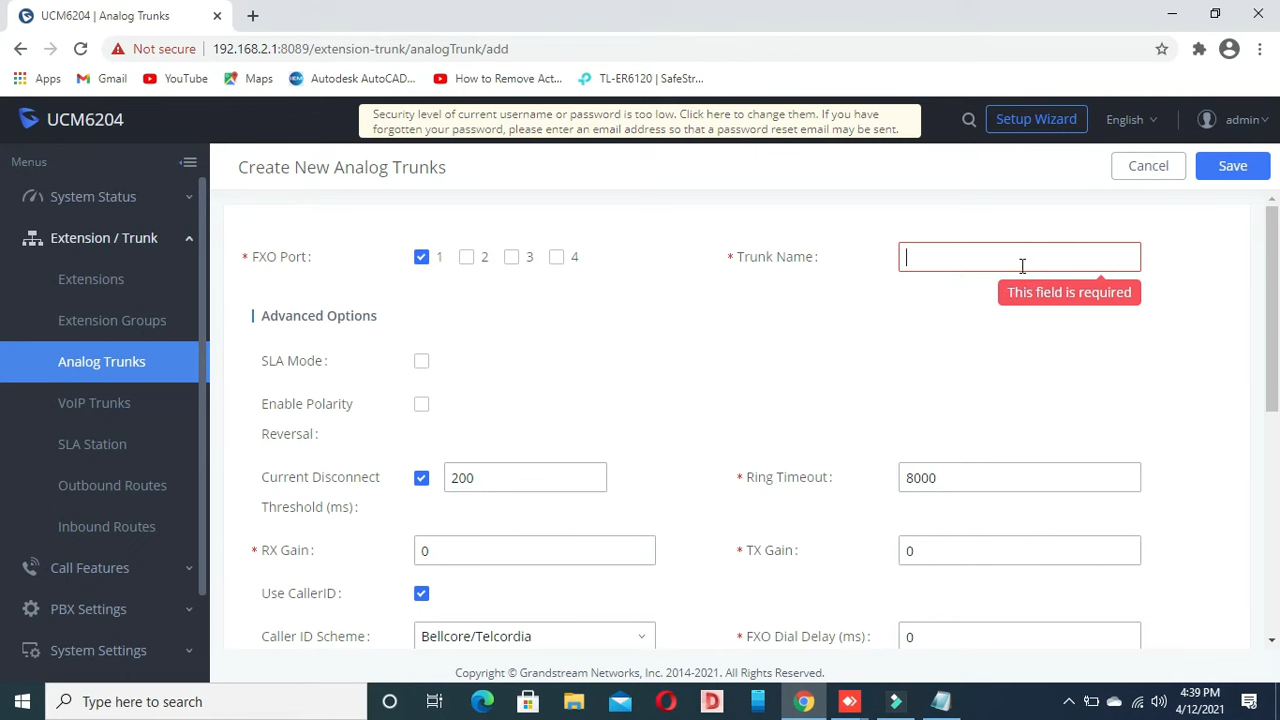 UCM6204 | Analog Trunks
Not secure 192.168.2.1:8089/extension-trunk/analogTrunk/add
Apps Gmail YouTube Maps Autodesk AutoCAD... How to Remove Act... TL-ER6120 | SafeStr...
UCM6204
Security level of current username or password is too low. Click here to change them. If you have
forgotten your password, please enter an email address so that a password reset email may be sent.
Setup Wizard English admin
Menus
System Status
Extension / Trunk
Extensions
Extension Groups
Analog Trunks
VoIP Trunks
SLA Station
Outbound Routes
Inbound Routes
Call Features
PBX Settings
System Settings
Create New Analog Trunks
Cancel Save
* FXO Port: 1 2 3 4
* Trunk Name:
This field is required
Advanced Options
SLA Mode:
Enable Polarity
Reversal:
Current Disconnect
Threshold (ms):
200
* Ring Timeout: 8000
* RX Gain: 0
* TX Gain: 0
Use CallerID:
Caller ID Scheme: Bellcore/Telcordia
* FXO Dial Delay (ms): 0
Copyright © Grandstream Networks, Inc. 2014-2021. All Rights Reserved.
Type here to search
4:39 PM
4/12/2021